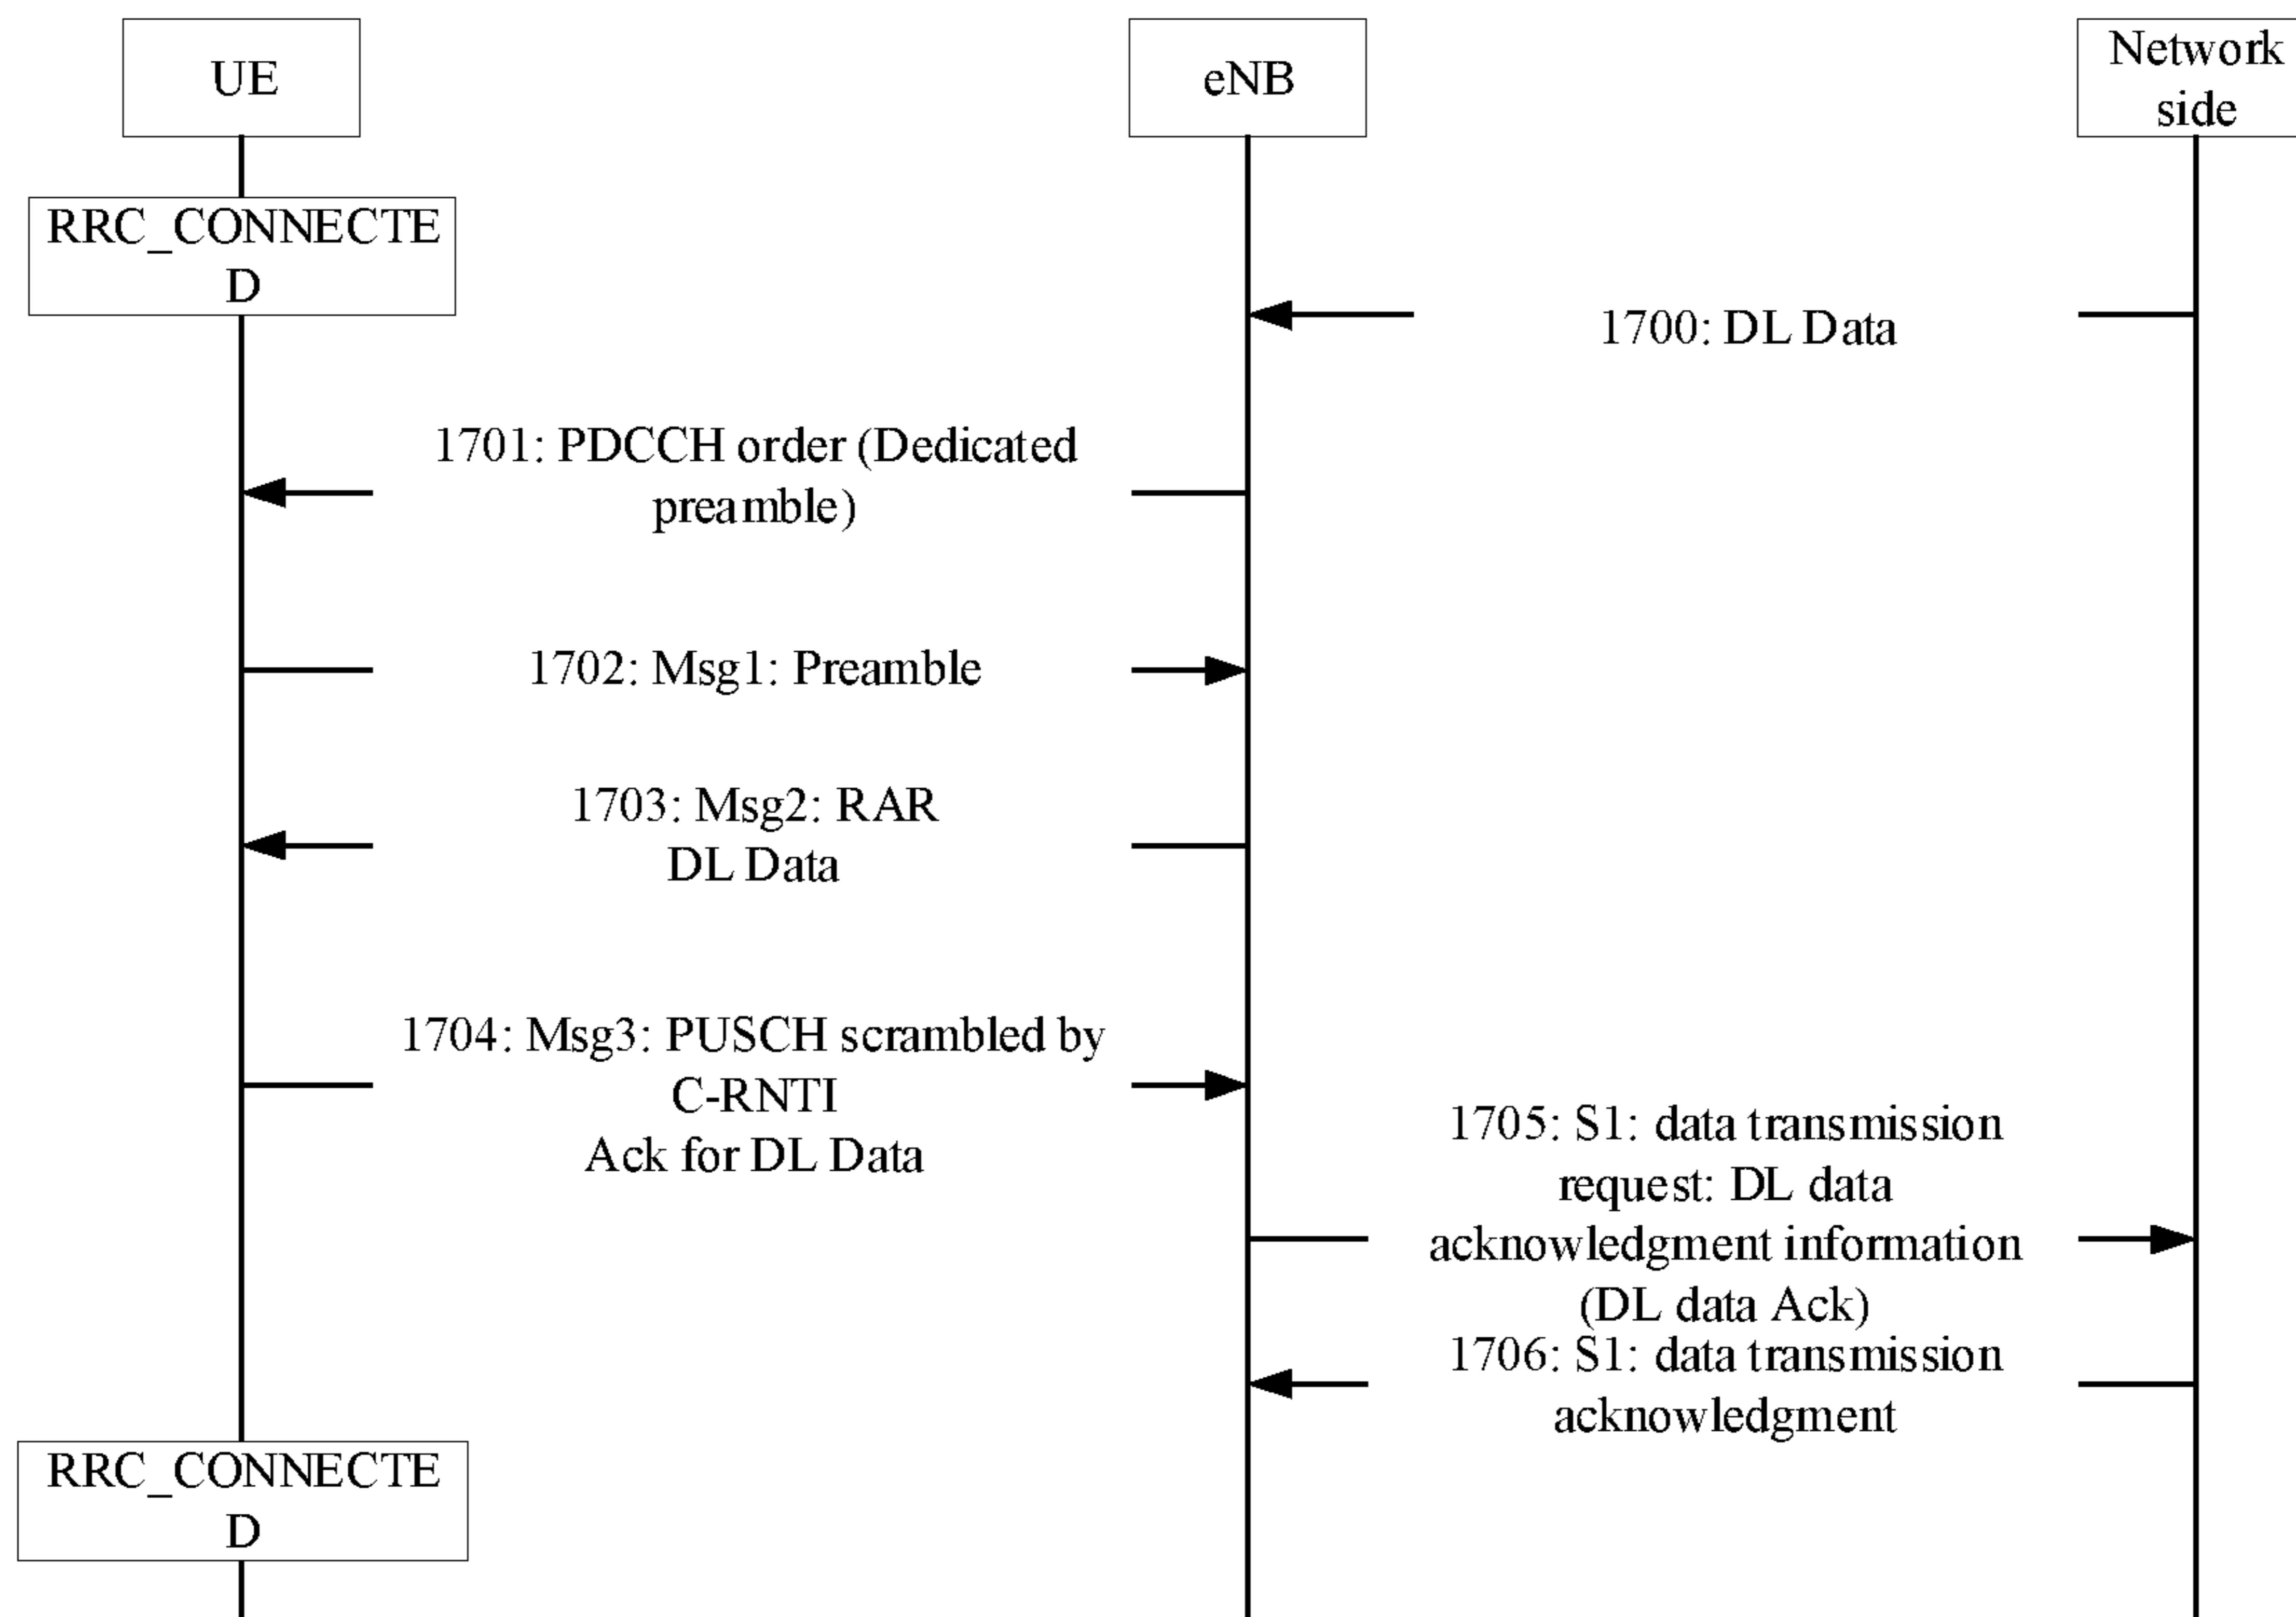 UE
eNB
Network
side
RRC_CONNECTE
D
1700: DL Data
1701: PDCCH order (Dedicated
preamble)
1702: Msg1: Preamble
1703: Msg2: RAR
DL Data
1704: Msg3: PUSCH scrambled by
C-RNTI
Ack for DL Data
1705: S1: data transmission
request: DL data
acknowledgment information
(DL data Ack)
1706: S1: data transmission
acknowledgment
RRC_CONNECTE
D